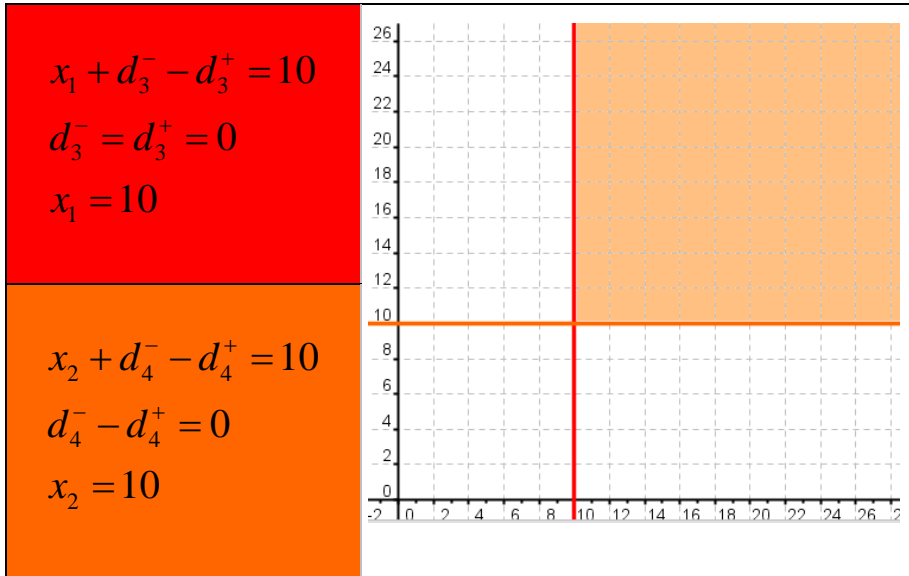 x₁ + d₃⁻ − d₃⁺ = 10
d₃⁻ = d₃⁺ = 0
x₁ = 10
x₂ + d₄⁻ − d₄⁺ = 10
d₄⁻ − d₄⁺ = 0
x₂ = 10
26
24
22
20
18
16
14
12
10
8
6
4
2
0
-2 0 2 4 6 8 10 12 14 16 18 20 22 24 26 2